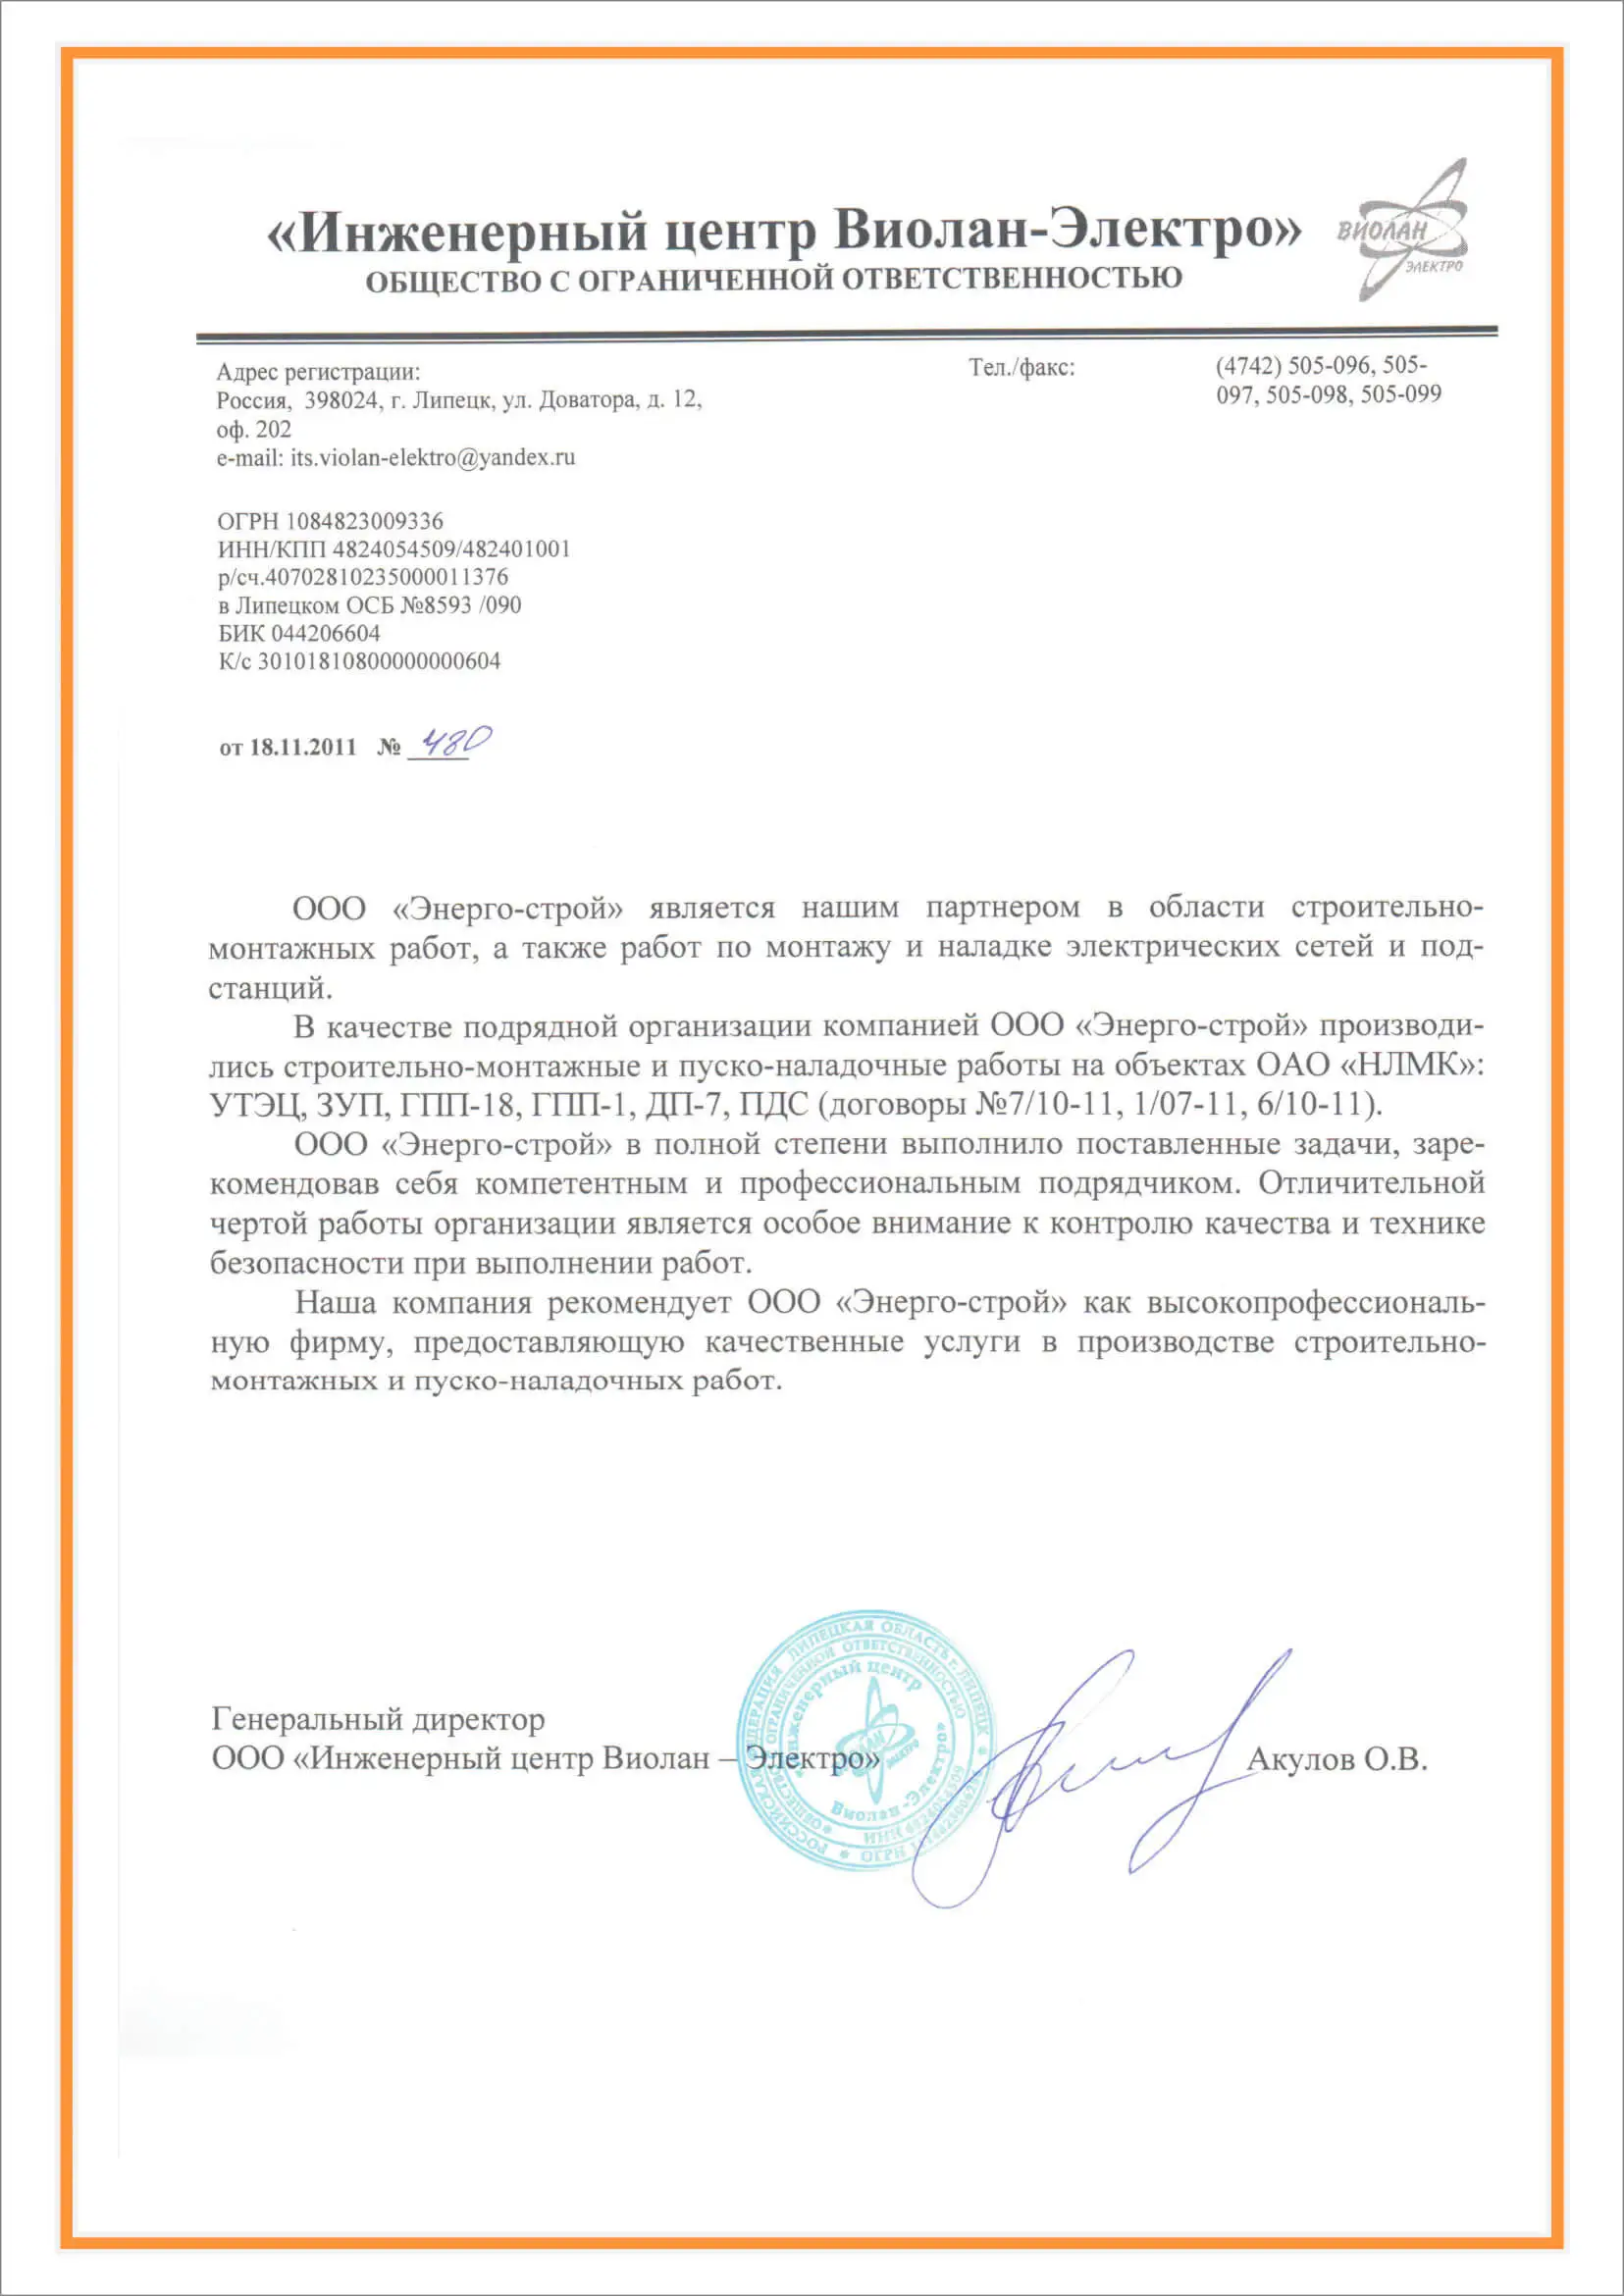 «Инженерный центр Виолан-Электро»
ОБЩЕСТВО С ОГРАНИЧЕННОЙ ОТВЕТСТВЕННОСТЬЮ
ВИОЛАН
ЭЛЕКТРО
Адрес регистрации:
Россия, 398024, г. Липецк, ул. Доватора, д. 12,
оф. 202
e-mail: its.violan-elektro@yandex.ru
Тел./факс:
(4742) 505-096, 505-
097, 505-098, 505-099
ОГРН 1084823009336
ИНН/КПП 4824054509/482401001
р/сч.40702810235000011376
в Липецком ОСБ №8593 /090
БИК 044206604
К/с 30101810800000000604
от 18.11.2011 № 480
ООО «Энерго-строй» является нашим партнером в области строительно-
монтажных работ, а также работ по монтажу и наладке электрических сетей и под-
станций.
В качестве подрядной организации компанией ООО «Энерго-строй» производи-
лись строительно-монтажные и пуско-наладочные работы на объектах ОАО «НЛМК»:
УТЭЦ, ЗУП, ГПП-18, ГПП-1, ДП-7, ПДС (договоры №7/10-11, 1/07-11, 6/10-11).
ООО «Энерго-строй» в полной степени выполнило поставленные задачи, заре-
комендовав себя компетентным и профессиональным подрядчиком. Отличительной
чертой работы организации является особое внимание к контролю качества и технике
безопасности при выполнении работ.
Наша компания рекомендует ООО «Энерго-строй» как высокопрофессиональ-
ную фирму, предоставляющую качественные услуги в производстве строительно-
монтажных и пуско-наладочных работ.
Генеральный директор
ООО «Инженерный центр Виолан – Электро»
Акулов О.В.
РОССИЙСКАЯ ФЕДЕРАЦИЯ ЛИПЕЦКАЯ ОБЛАСТЬ г. ЛИПЕЦК
ОБЩЕСТВО С ОГРАНИЧЕННОЙ ОТВЕТСТВЕННОСТЬЮ
«Инженерный центр
Виолан -Электро»
ИНН 4824054509
ОГРН